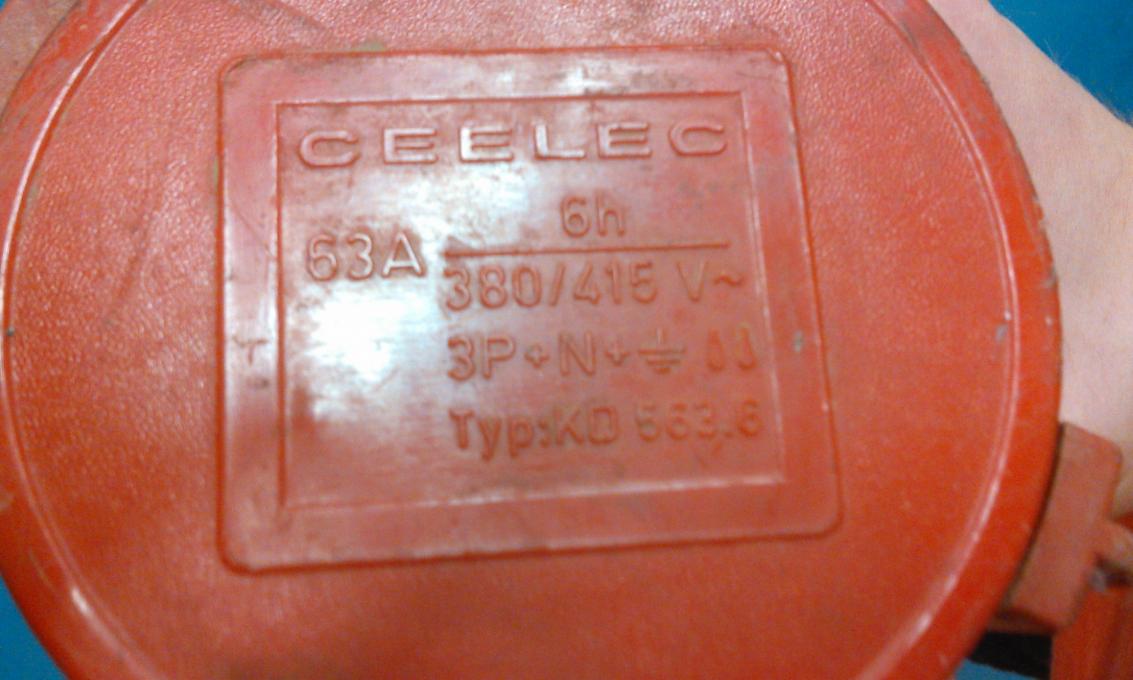 CEELEC
6h
63A
380/415 V~
3P+N+⏚ 💧💧
Typ:KD 563.6